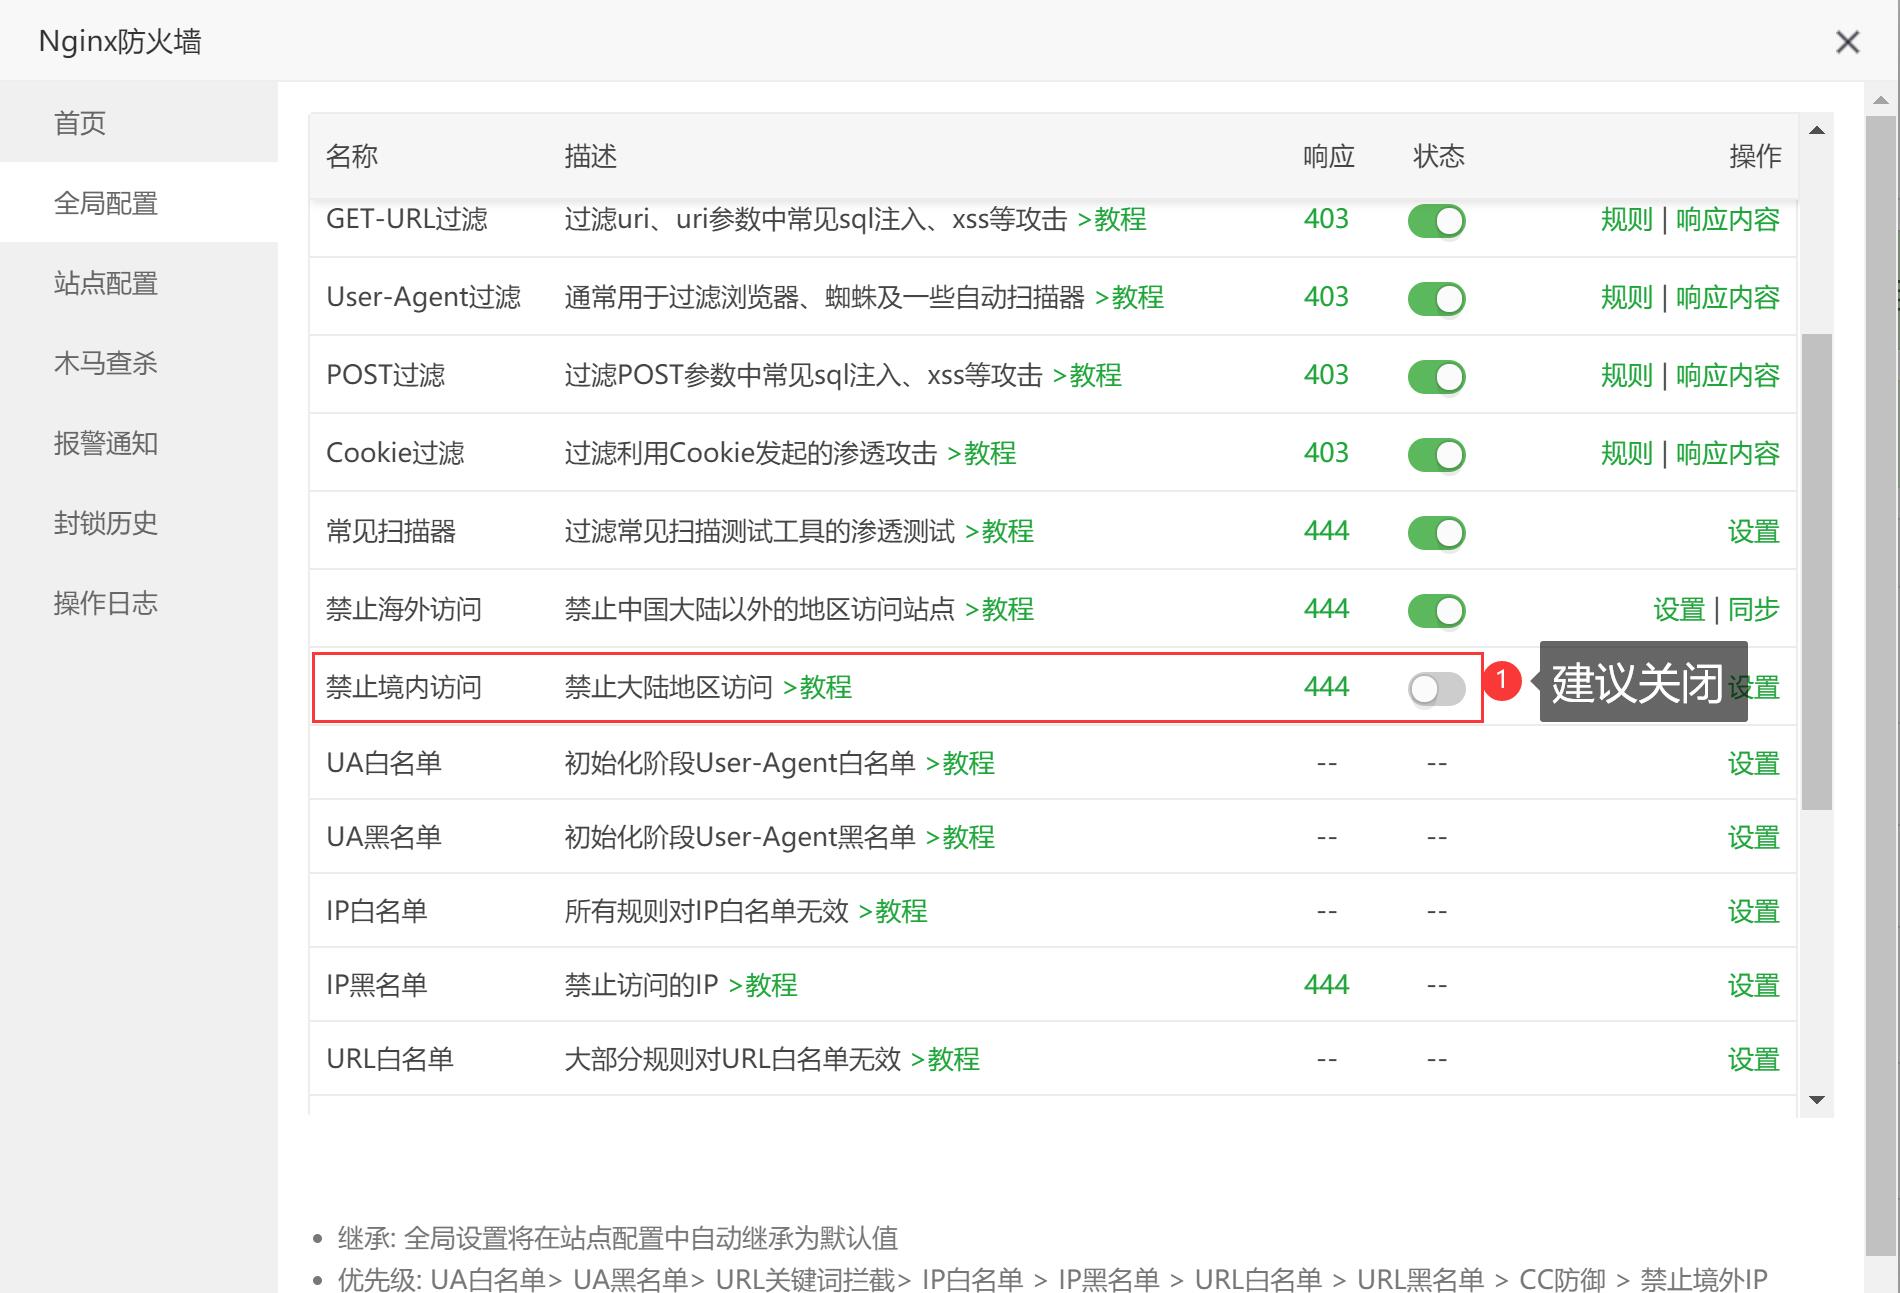 Nginx防火墙
首页
全局配置
站点配置
木马查杀
报警通知
封锁历史
操作日志
名称 描述 响应 状态 操作
GET-URL过滤 过滤uri、uri参数中常见sql注入、xss等攻击 >教程 403 规则 | 响应内容
User-Agent过滤 通常用于过滤浏览器、蜘蛛及一些自动扫描器 >教程 403 规则 | 响应内容
POST过滤 过滤POST参数中常见sql注入、xss等攻击 >教程 403 规则 | 响应内容
Cookie过滤 过滤利用Cookie发起的渗透攻击 >教程 403 规则 | 响应内容
常见扫描器 过滤常见扫描测试工具的渗透测试 >教程 444 设置
禁止海外访问 禁止中国大陆以外的地区访问站点 >教程 444 设置 | 同步
禁止境内访问 禁止大陆地区访问 >教程 444 1 建议关闭 设置
UA白名单 初始化阶段User-Agent白名单 >教程 -- -- 设置
UA黑名单 初始化阶段User-Agent黑名单 >教程 -- -- 设置
IP白名单 所有规则对IP白名单无效 >教程 -- -- 设置
IP黑名单 禁止访问的IP >教程 444 -- 设置
URL白名单 大部分规则对URL白名单无效 >教程 -- -- 设置
• 继承: 全局设置将在站点配置中自动继承为默认值
• 优先级: UA白名单> UA黑名单> URL关键词拦截> IP白名单 > IP黑名单 > URL白名单 > URL黑名单 > CC防御 > 禁止境外IP